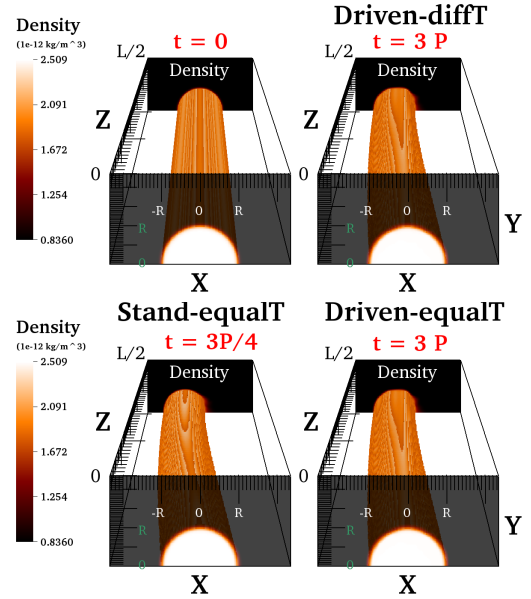 Driven-diffT
Density
(1e-12 kg/m^3)
2.509
2.091
1.672
1.254
0.8360
L/2
t = 0
Density
Z
0
-R 0 R
R
0
X
t = 3 P
L/2
Density
Z
0
-R 0 R
R
0
Y
X
Stand-equalT
Driven-equalT
Density
(1e-12 kg/m^3)
2.509
2.091
1.672
1.254
0.8360
t = 3P/4
L/2
Density
Z
0
-R 0 R
R
0
X
t = 3 P
L/2
Density
Z
0
-R 0 R
R
0
Y
X